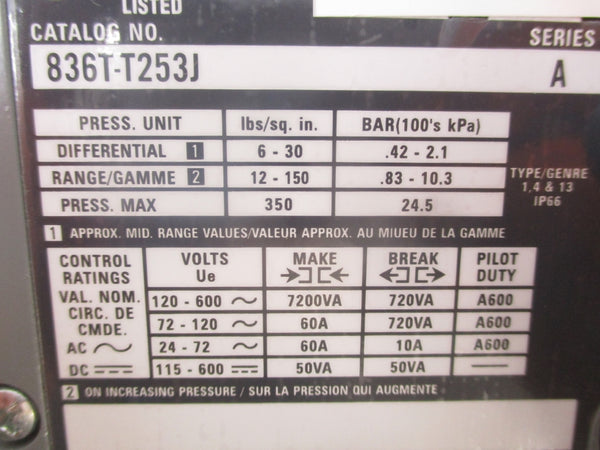 LISTED
CATALOG NO. SERIES
836T-T253J A
PRESS. UNIT lbs/sq. in. BAR(100's kPa)
DIFFERENTIAL 1 6 - 30 .42 - 2.1
RANGE/GAMME 2 12 - 150 .83 - 10.3
PRESS. MAX 350 24.5
TYPE/GENRE
1,4 & 13
IP66
1 APPROX. MID. RANGE VALUES/VALEUR APPROX. AU MIUEU DE LA GAMME
CONTROL RATINGS VOLTS Ue MAKE BREAK PILOT DUTY
VAL. NOM. 120 - 600 ~ 7200VA 720VA A600
CIRC. DE CMDE. 72 - 120 ~ 60A 720VA A600
AC ~ 24 - 72 ~ 60A 10A A600
DC ⎓ 115 - 600 ⎓ 50VA 50VA —
2 ON INCREASING PRESSURE / SUR LA PRESSION QUI AUGMENTE